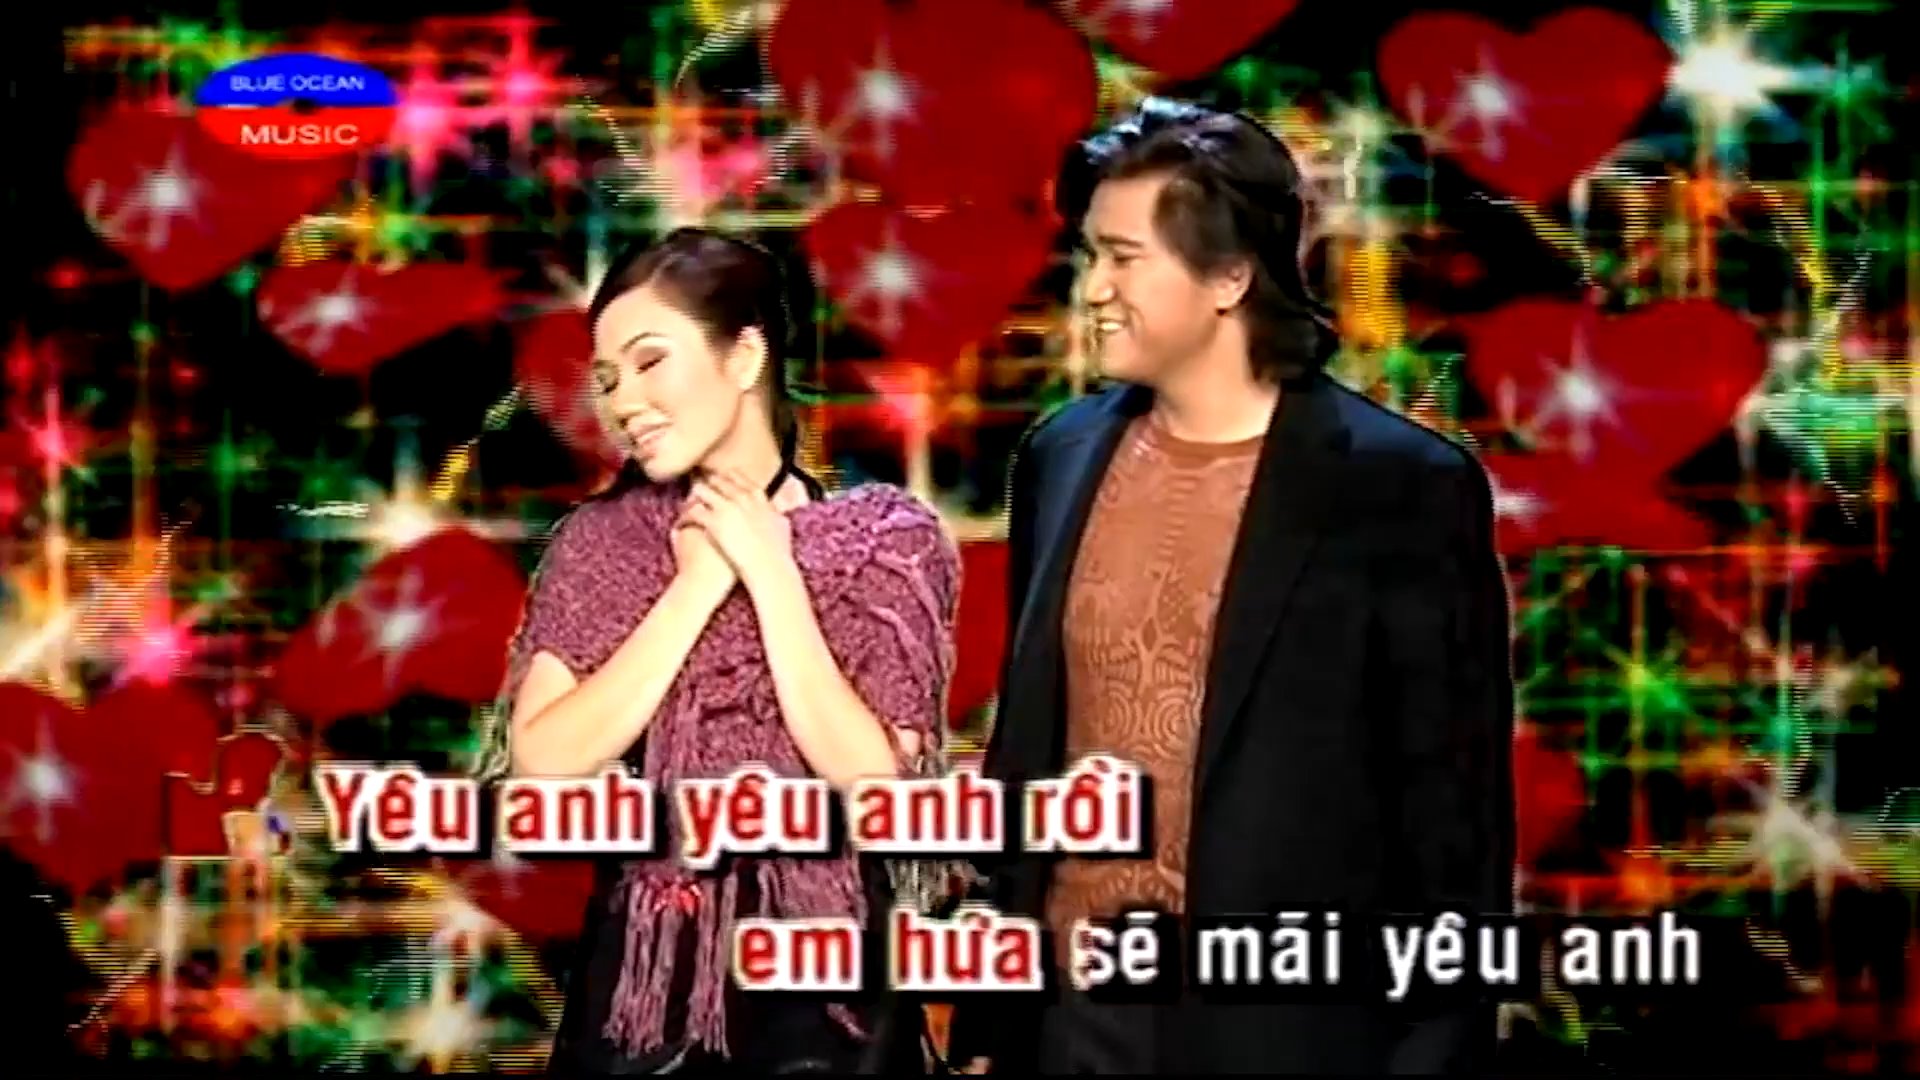 BLUE OCEAN
MUSIC
Yêu anh yêu anh rồi
em hứa sẽ mãi yêu anh